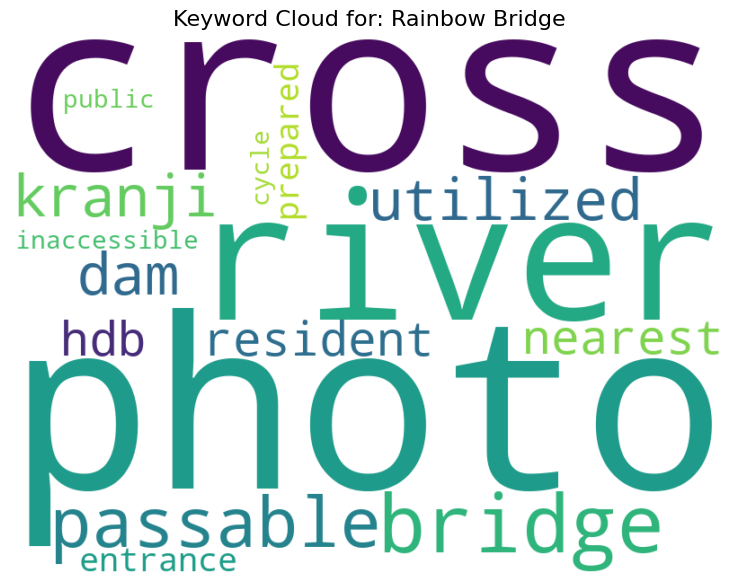 Keyword Cloud for: Rainbow Bridge
cross
public
prepared
cycle
kranji
utilized
river
inaccessible
dam
hdb
resident
nearest
photo
passable
bridge
entrance